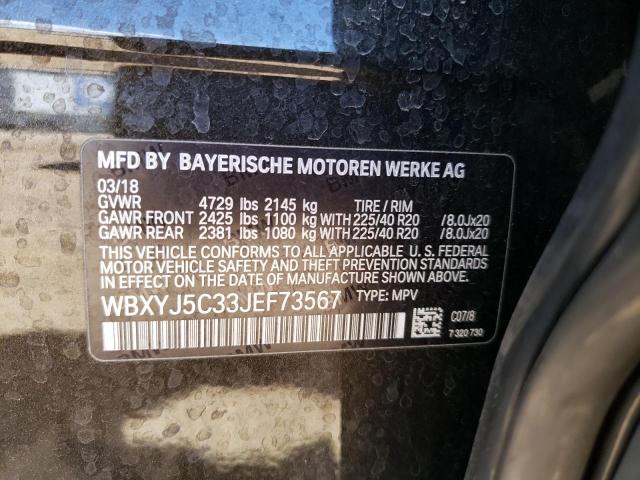 MFD BY BAYERISCHE MOTOREN WERKE AG
03/18
GVWR 4729 lbs 2145 kg TIRE / RIM
GAWR FRONT 2425 lbs 1100 kg WITH 225/40 R20 /8.0Jx20
GAWR REAR 2381 lbs 1080 kg WITH 225/40 R20 /8.0Jx20
THIS VEHICLE CONFORMS TO ALL APPLICABLE U. S. FEDERAL
MOTOR VEHICLE SAFETY AND THEFT PREVENTION STANDARDS
IN EFFECT ON THE DATE OF MANUFACTURE SHOWN ABOVE.
WBXYJ5C33JEF73567 TYPE: MPV
C07/8
7 320 730